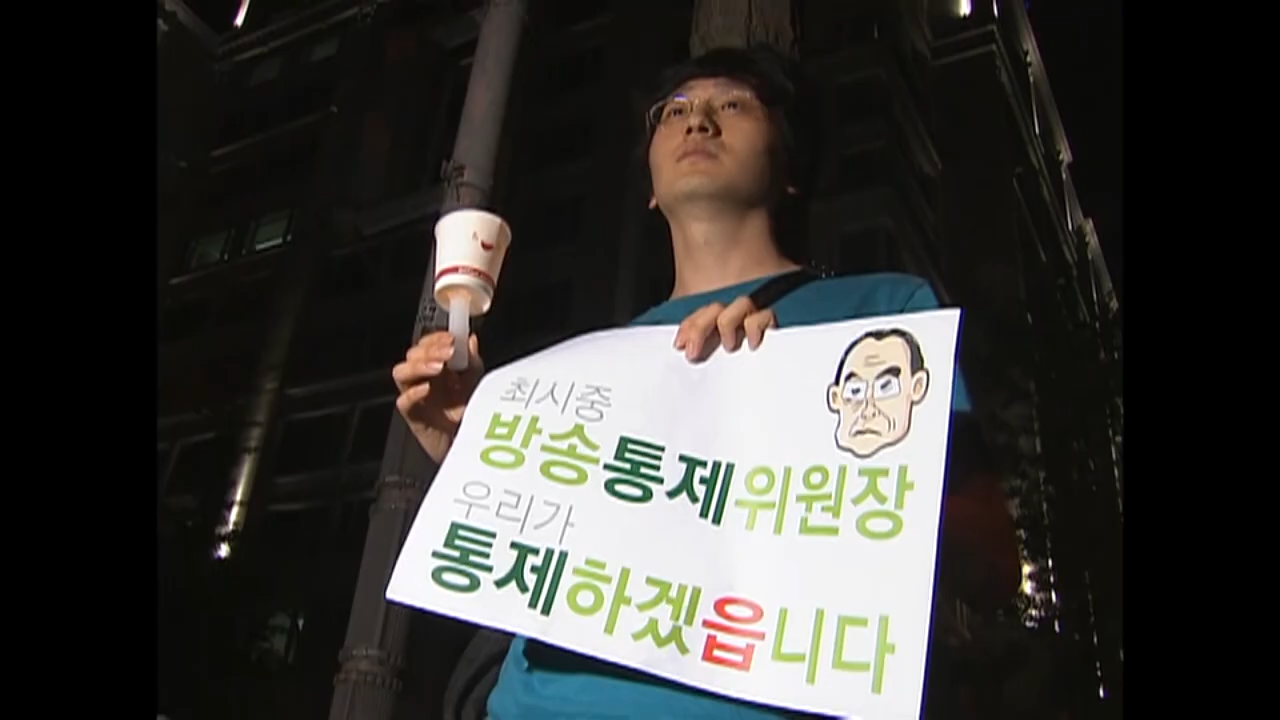 최시중
방송통제위원장
우리가
통제하겠읍니다